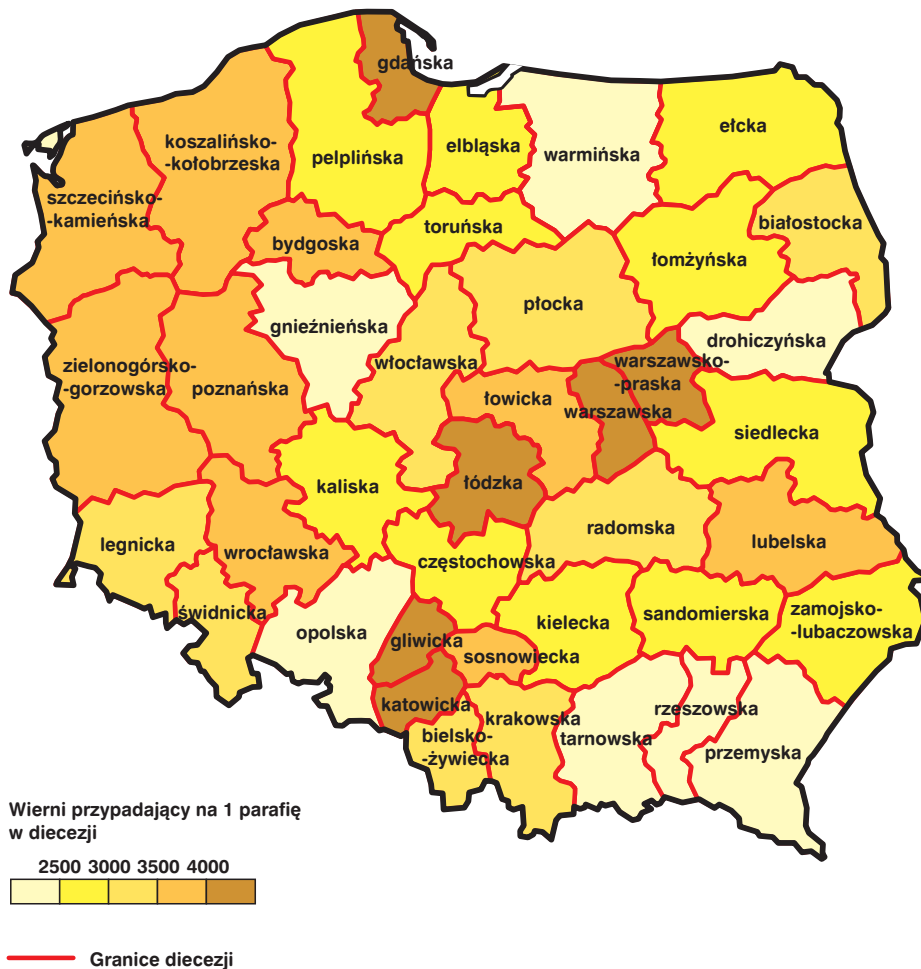 gdańska
ełcka
koszalińsko-
-kołobrzeska
pelplińska
elbląska
warmińska
szczecińsko-
-kamieńska
białostocka
bydgoska
toruńska
łomżyńska
gnieźnieńska
płocka
drohiczyńska
zielonogórsko-
-gorzowska
poznańska
włocławska
warszawsko-
-praska
łowicka
warszawska
siedlecka
kaliska
łódzka
radomska
lubelska
legnicka
wrocławska
częstochowska
świdnicka
opolska
kielecka
sandomierska
zamojsko-
-lubaczowska
gliwicka
sosnowiecka
katowicka
krakowska
rzeszowska
bielsko-
-żywiecka
tarnowska
przemyska
Wierni przypadający na 1 parafię
w diecezji
2500 3000 3500 4000
Granice diecezji